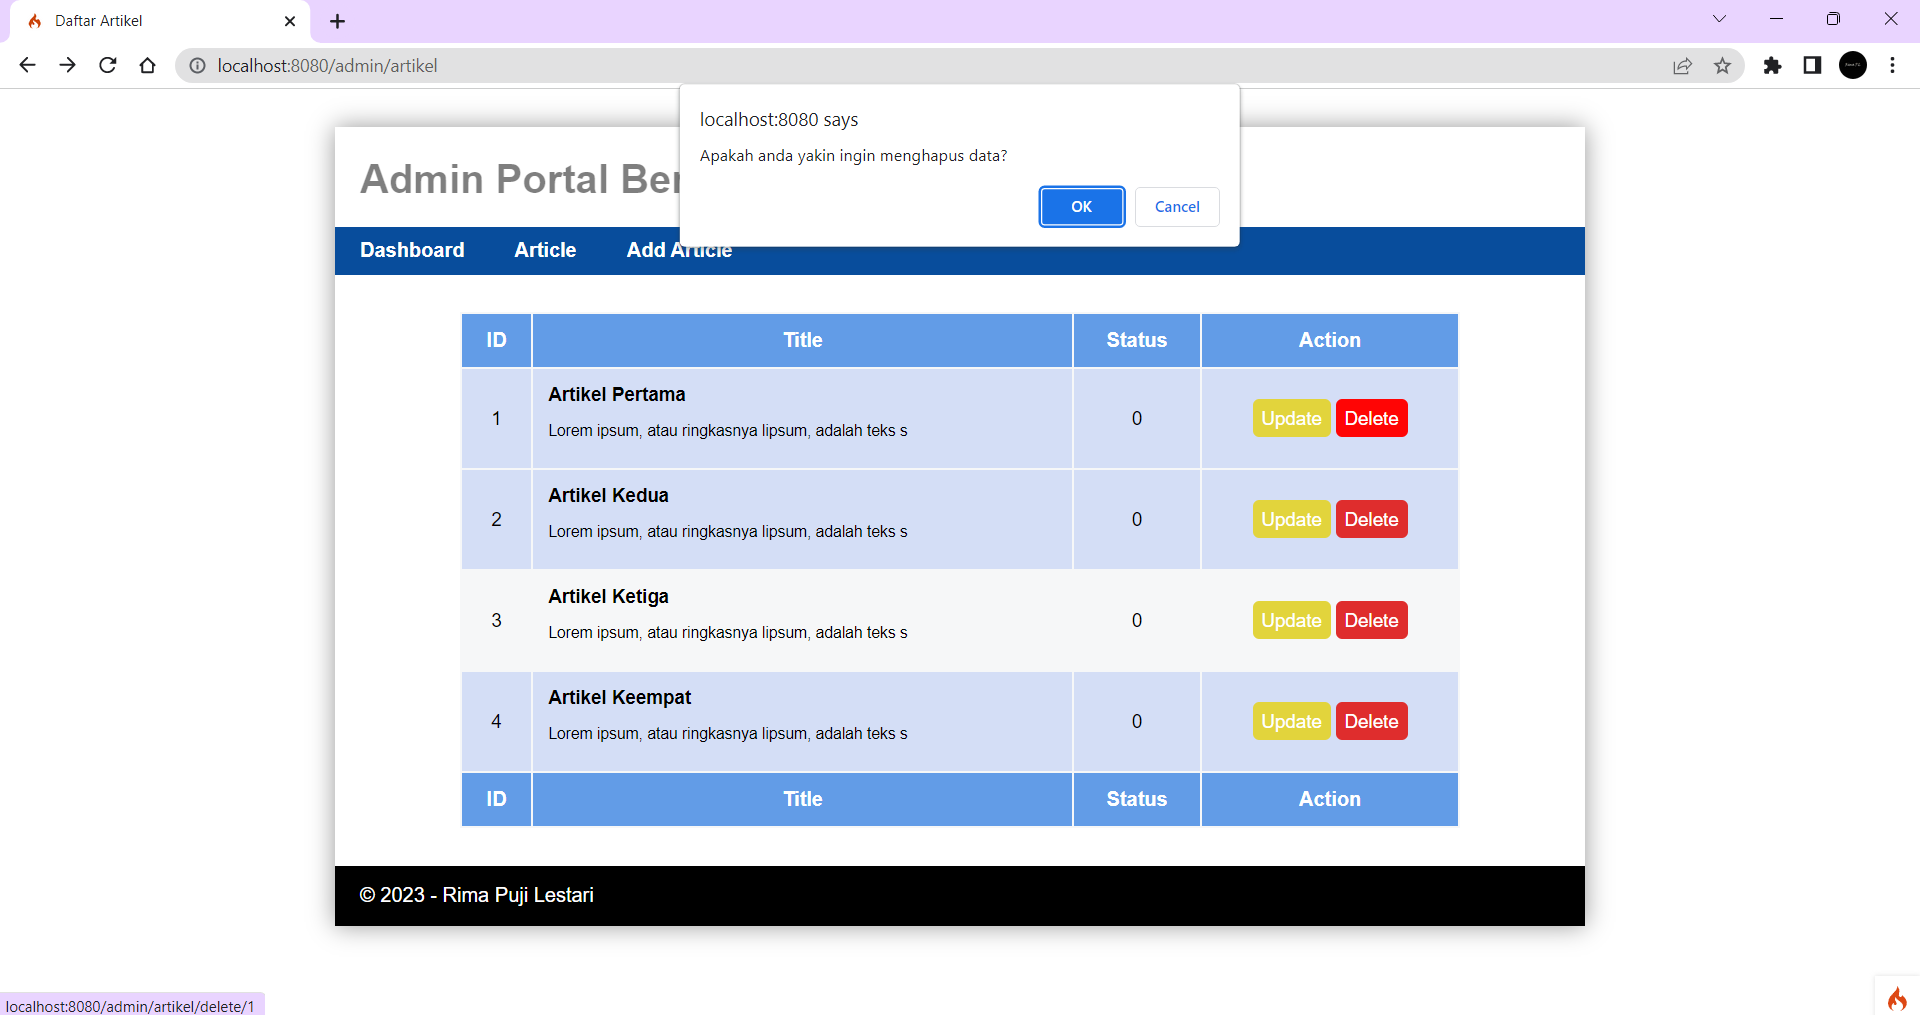 Daftar Artikel
localhost:8080/admin/artikel
localhost:8080 says
Apakah anda yakin ingin menghapus data?
OK Cancel
Admin Portal Ber
Dashboard Article Add Article
ID Title Status Action
1 Artikel Pertama 0 Update Delete
Lorem ipsum, atau ringkasnya lipsum, adalah teks s
2 Artikel Kedua 0 Update Delete
Lorem ipsum, atau ringkasnya lipsum, adalah teks s
3 Artikel Ketiga 0 Update Delete
Lorem ipsum, atau ringkasnya lipsum, adalah teks s
4 Artikel Keempat 0 Update Delete
Lorem ipsum, atau ringkasnya lipsum, adalah teks s
ID Title Status Action
© 2023 - Rima Puji Lestari
localhost:8080/admin/artikel/delete/1